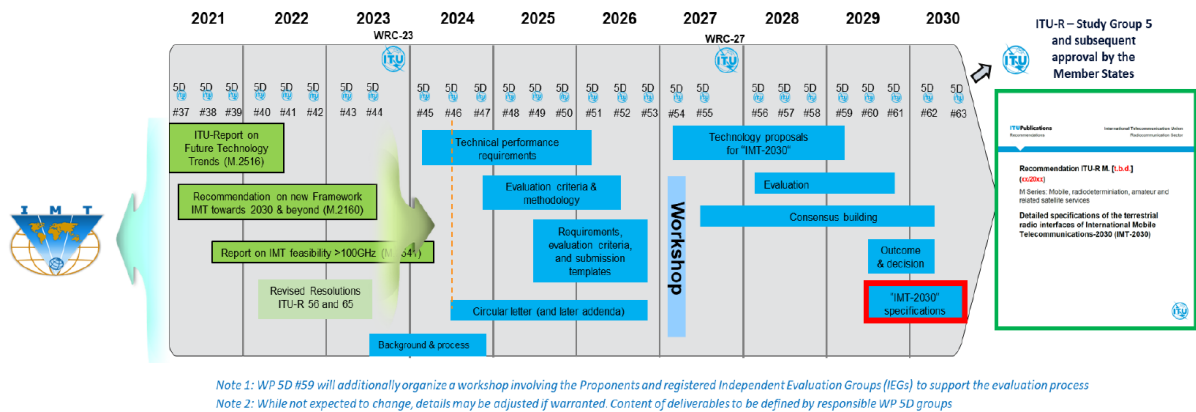 2021 2022 2023 2024 2025 2026 2027 2028 2029 2030
WRC-23
WRC-27
ITU
ITU
5D 5D 5D 5D 5D 5D 5D 5D 5D 5D 5D 5D 5D 5D 5D 5D 5D 5D 5D 5D 5D 5D 5D 5D 5D 5D 5D
#37 #38 #39 #40 #41 #42 #43 #44 #45 #46 #47 #48 #49 #50 #51 #52 #53 #54 #55 #56 #57 #58 #59 #60 #61 #62 #63
ITU-Report on
Future Technology
Trends (M.2516)
Recommendation on new Framework
IMT towards 2030 & beyond (M.2160)
Report on IMT feasibility >100GHz
Revised Resolutions
ITU-R 56 and 65
Background & process
Technical performance
requirements
Evaluation criteria &
methodology
Requirements,
evaluation criteria,
and submission
templates
Circular letter (and later addenda)
Workshop
Technology proposals
for "IMT-2030"
Evaluation
Consensus building
Outcome
& decision
"IMT-2030"
specifications
IMT
ITU
ITU-R – Study Group 5
and subsequent
approval by the
Member States
ITUPublications International Telecommunication Union
Recommendations Radiocommunication Sector
Recommendation ITU-R M. [t.b.d.]
(xx/20xx)
M Series: Mobile, radodetermination, amateur and
related satellite services
Detailed specifications of the terrestrial
radio interfaces of International Mobile
Telecommunications-2030 (IMT-2030)
Note 1: WP 5D #59 will additionally organize a workshop involving the Proponents and registered Independent Evaluation Groups (IEGs) to support the evaluation process
Note 2: While not expected to change, details may be adjusted if warranted. Content of deliverables to be defined by responsible WP 5D groups